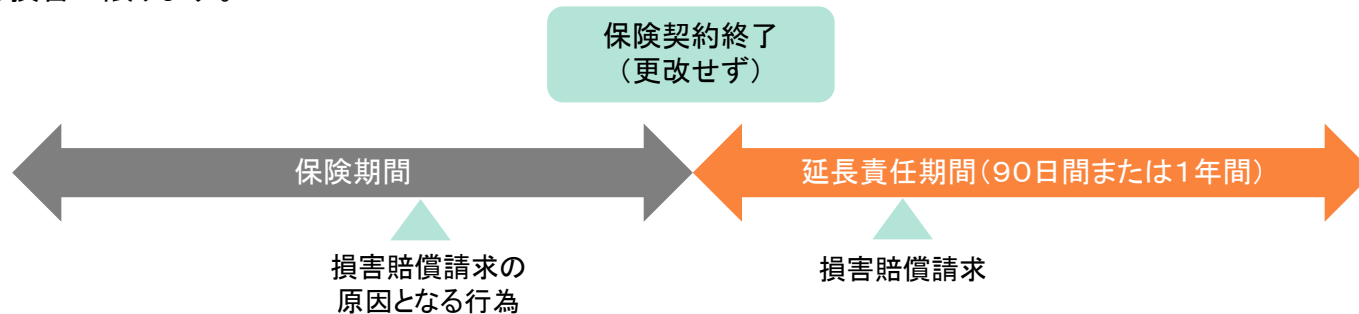 保険契約終了
（更改せず）
保険期間
延長責任期間（９０日間または１年間）
損害賠償請求の
原因となる行為
損害賠償請求